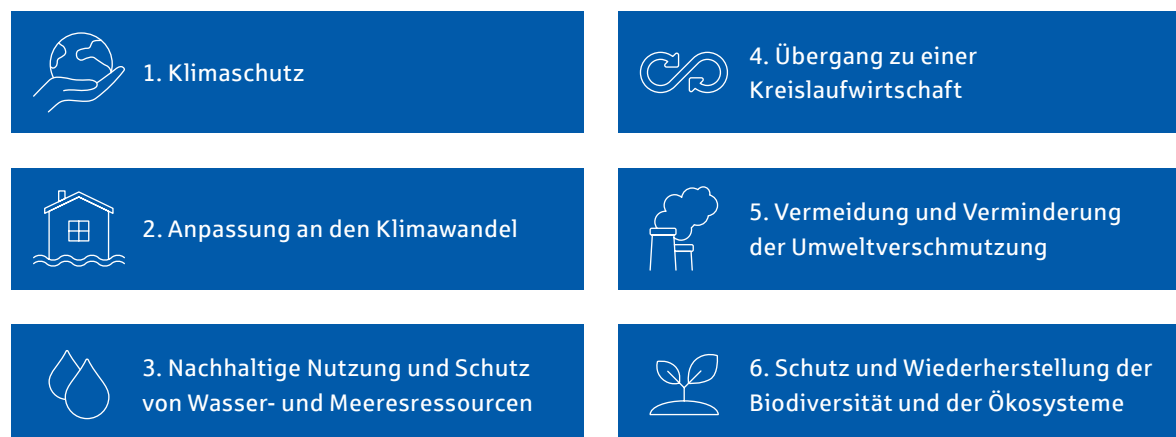 1. Klimaschutz
2. Anpassung an den Klimawandel
3. Nachhaltige Nutzung und Schutz
von Wasser- und Meeresressourcen
4. Übergang zu einer
Kreislaufwirtschaft
5. Vermeidung und Verminderung
der Umweltverschmutzung
6. Schutz und Wiederherstellung der
Biodiversität und der Ökosysteme